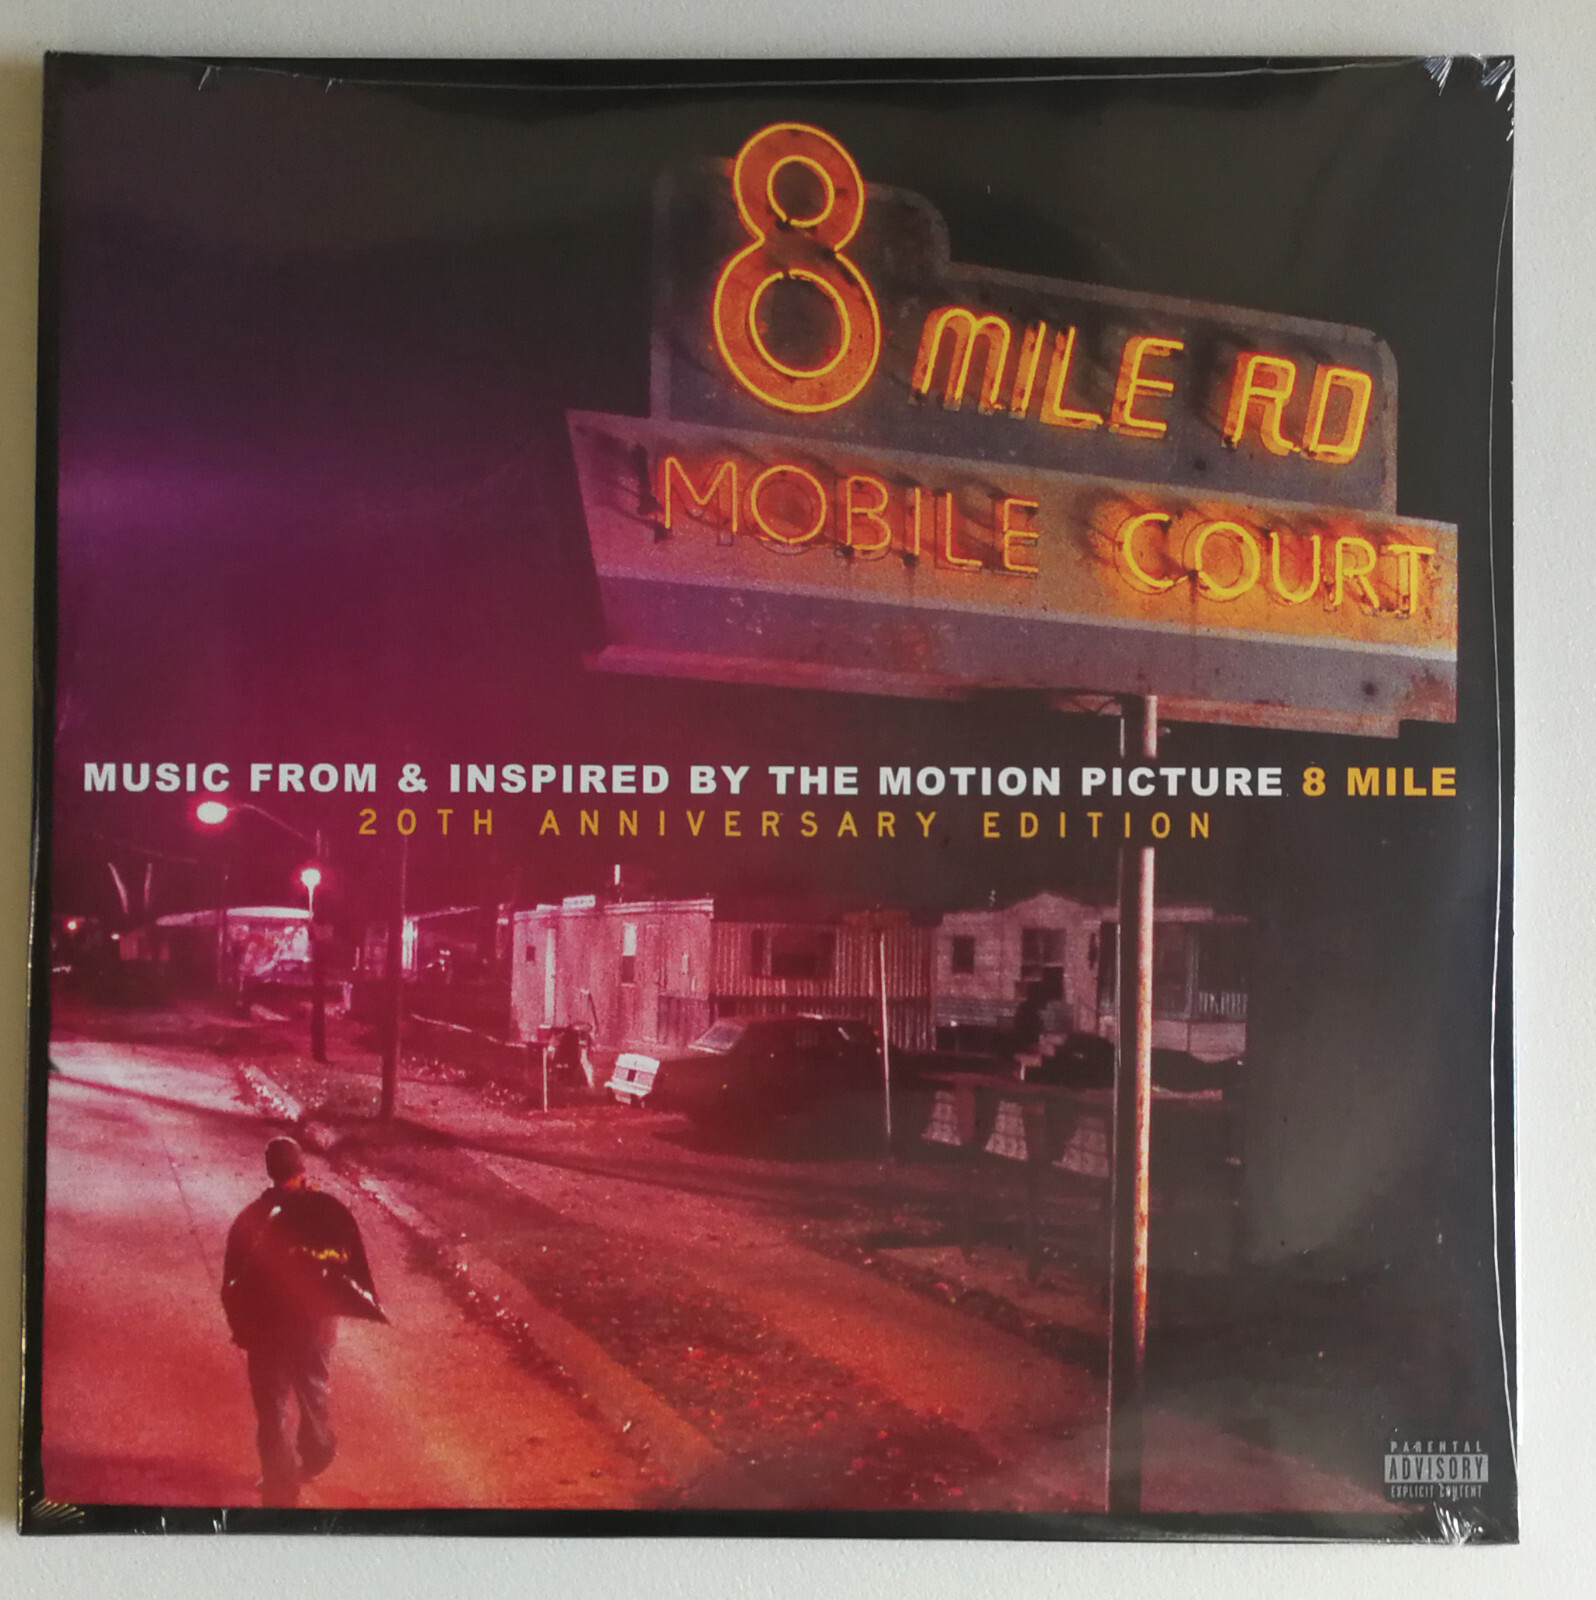 8 MILE RD
MOBILE COURT
MUSIC FROM & INSPIRED BY THE MOTION PICTURE 8 MILE
20TH ANNIVERSARY EDITION
PARENTAL
ADVISORY
EXPLICIT CONTENT